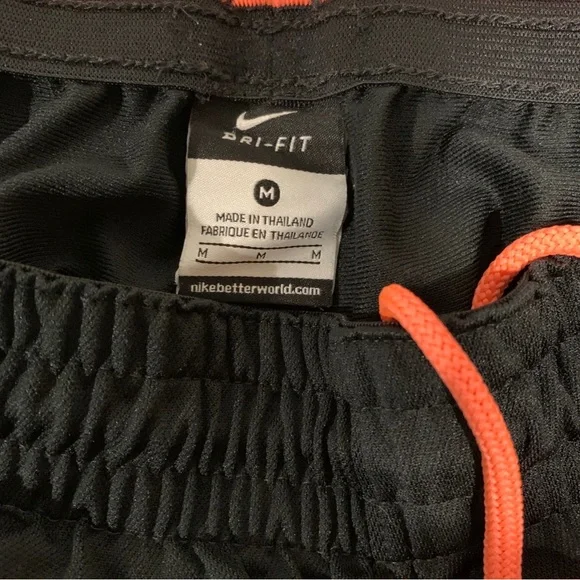 DRI-FIT
M
MADE IN THAILAND
FABRIQUE EN THAILANDE
M M M
nikebetterworld.com